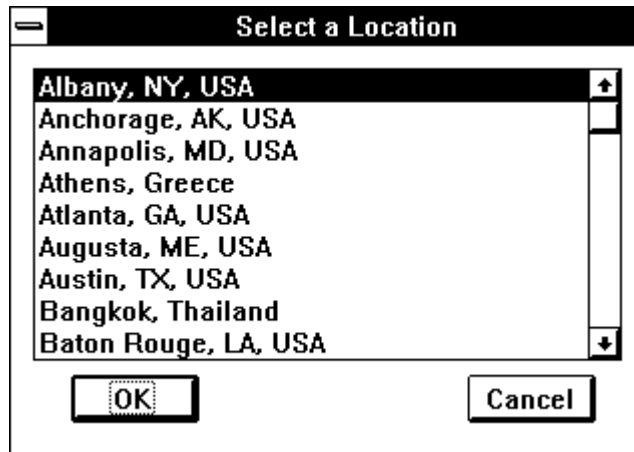 Select a Location
Albany, NY, USA
Anchorage, AK, USA
Annapolis, MD, USA
Athens, Greece
Atlanta, GA, USA
Augusta, ME, USA
Austin, TX, USA
Bangkok, Thailand
Baton Rouge, LA, USA
OK Cancel